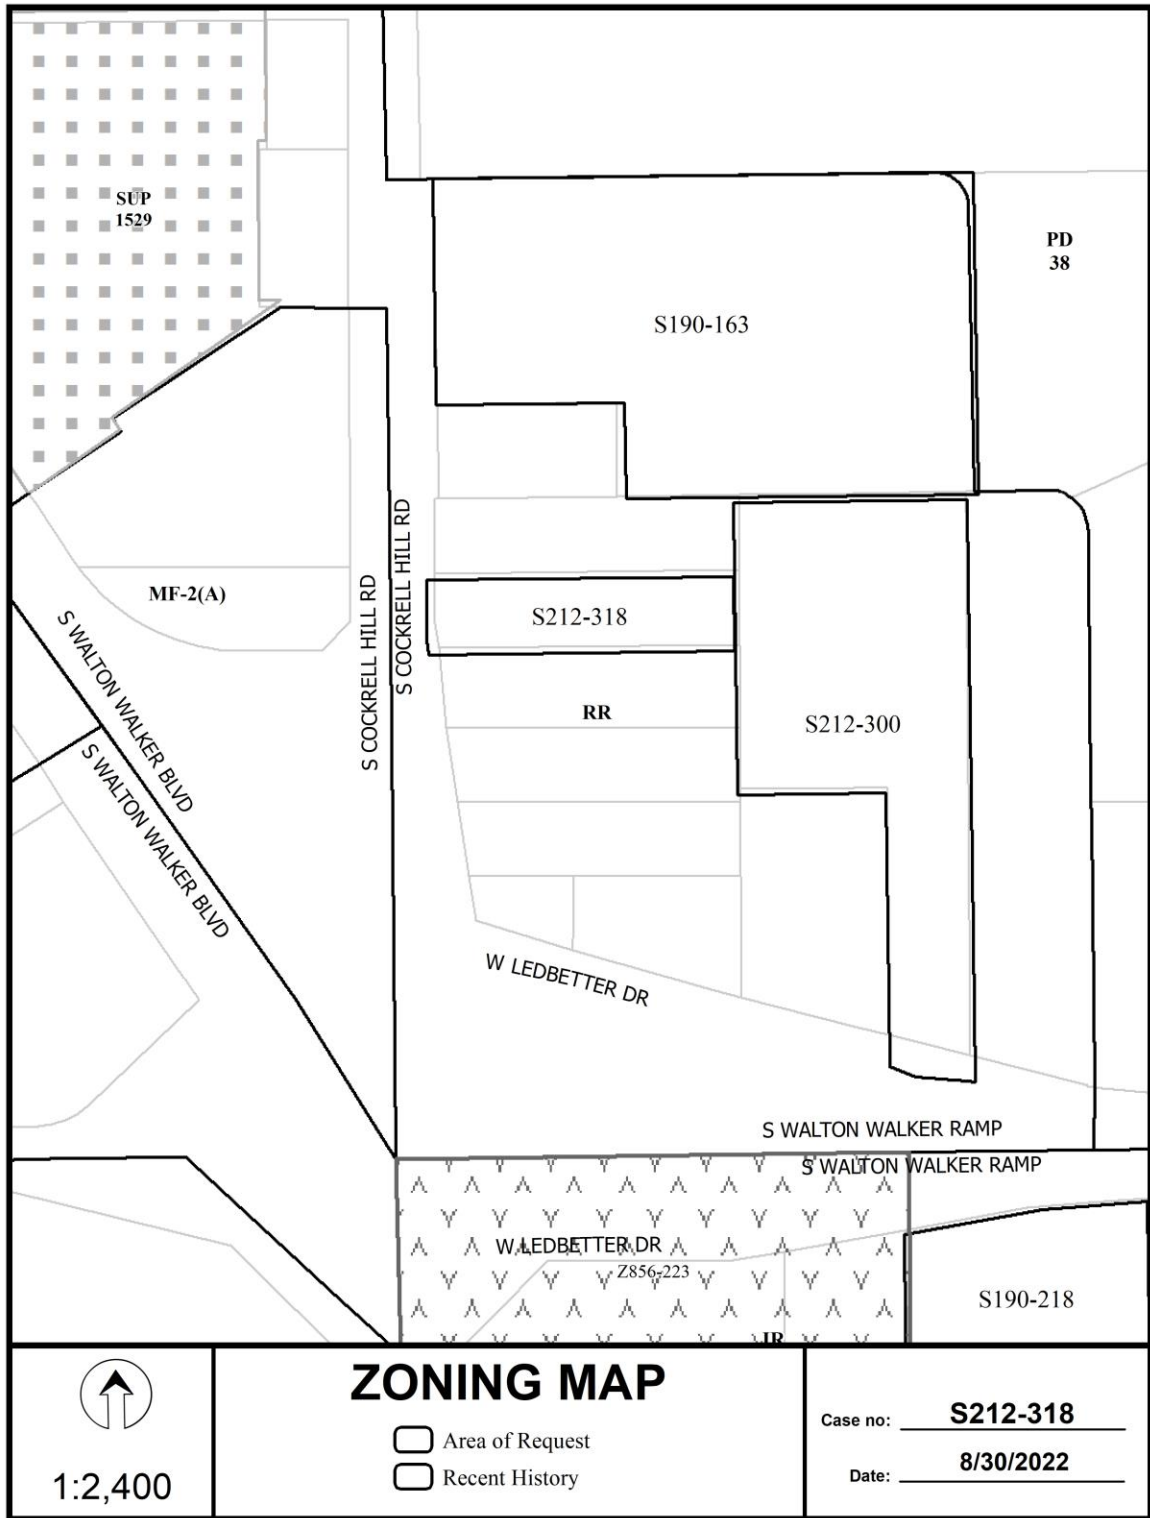 SUP
1529
PD
38
S190-163
S COCKRELL HILL RD
S COCKRELL HILL RD
MF-2(A)
S212-318
S WALTON WALKER BLVD
S WALTON WALKER BLVD
RR
S212-300
W LEDBETTER DR
S WALTON WALKER RAMP
S WALTON WALKER RAMP
W LEDBETTER DR
Z856-223
S190-218
IR
1:2,400
ZONING MAP
Area of Request
Recent History
Case no: S212-318
Date: 8/30/2022